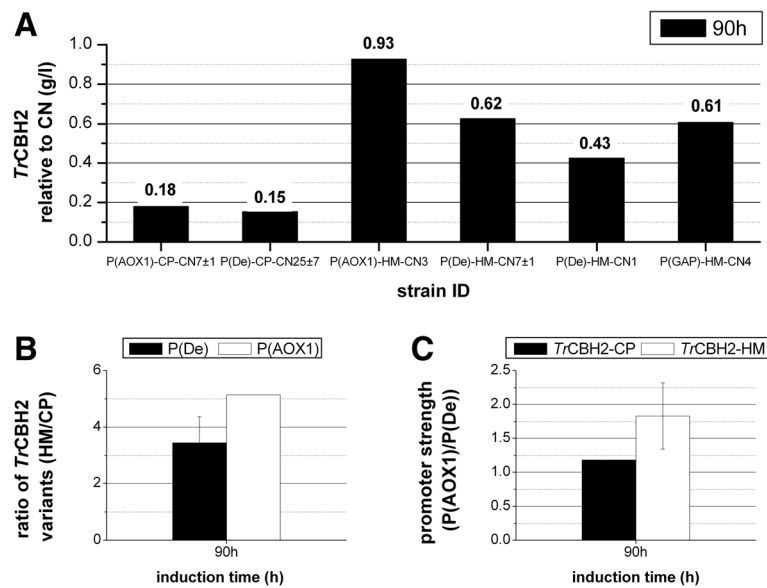 A
90h
TrCBH2
relative to CN (g/l)
1.0
0.8
0.6
0.4
0.2
0.0
0.18
0.15
0.93
0.62
0.43
0.61
P(AOX1)-CP-CN7±1 P(De)-CP-CN25±7 P(AOX1)-HM-CN3 P(De)-HM-CN7±1 P(De)-HM-CN1 P(GAP)-HM-CN4
strain ID
B
P(De) P(AOX1)
ratio of TrCBH2
variants (HM/CP)
6
4
2
0
90h
induction time (h)
C
TrCBH2-CP TrCBH2-HM
promoter strength
(P(AOX1)/P(De))
2.5
2.0
1.5
1.0
0.5
0.0
90h
induction time (h)